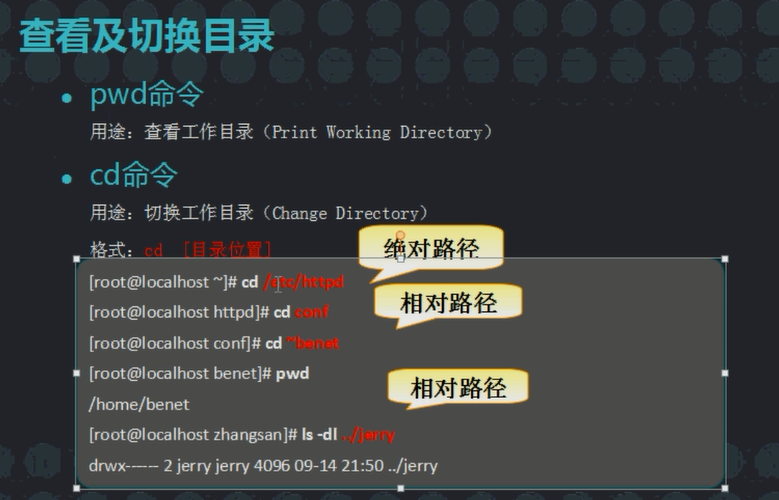 查看及切换目录
pwd命令
用途：查看工作目录（Print Working Directory）
cd命令
用途：切换工作目录（Change Directory）
格式：cd [目录位置]
绝对路径
[root@localhost ~]# cd /etc/httpd
相对路径
[root@localhost httpd]# cd conf
[root@localhost conf]# cd ~benet
[root@localhost benet]# pwd
相对路径
/home/benet
[root@localhost zhangsan]# ls -dl ../jerry
drwx------ 2 jerry jerry 4096 09-14 21:50 ../jerry